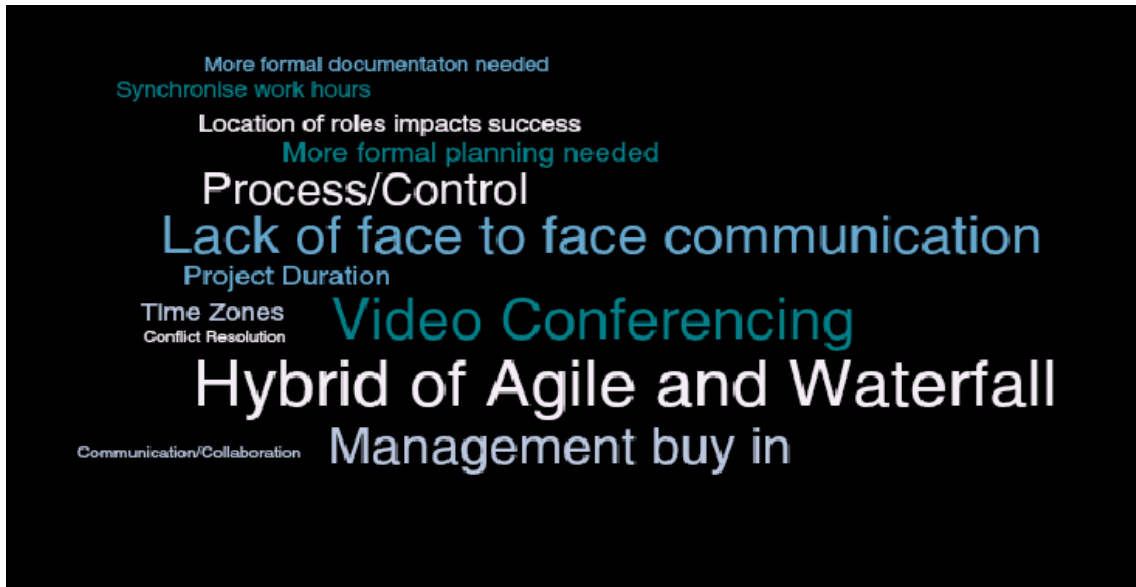 More formal documentaton needed
Synchronise work hours
Location of roles impacts success
More formal planning needed
Process/Control
Lack of face to face communication
Project Duration
Time Zones
Video Conferencing
Conflict Resolution
Hybrid of Agile and Waterfall
Communication/Collaboration
Management buy in